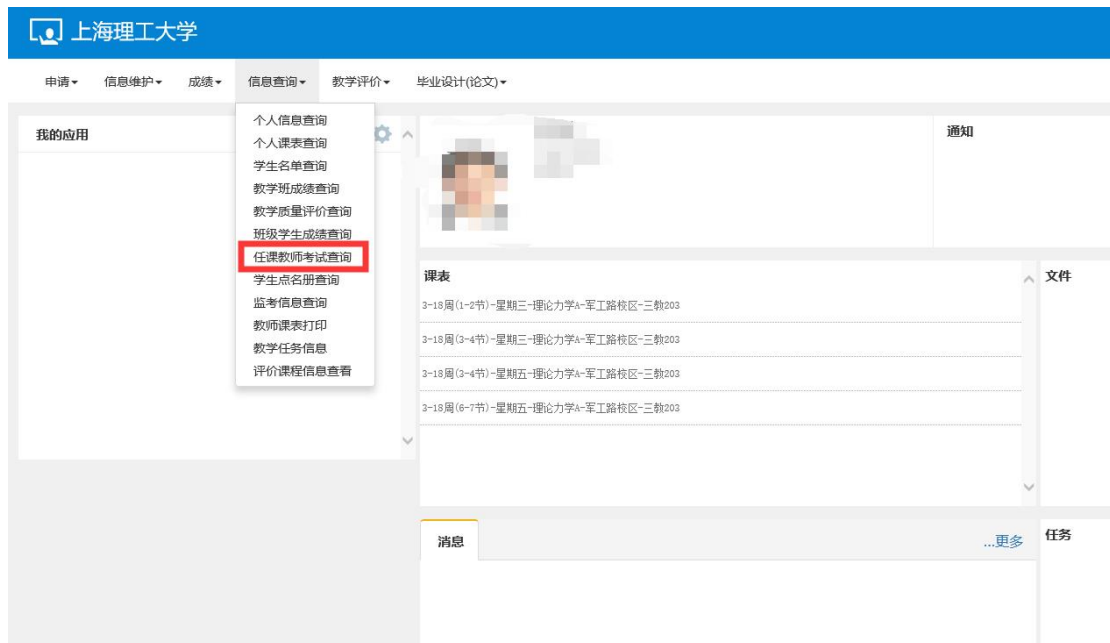 上海理工大学
申请 信息维护 成绩 信息查询 教学评价 毕业设计(论文)
我的应用
个人信息查询
个人课表查询
学生名单查询
教学班成绩查询
教学质量评价查询
班级学生成绩查询
任课教师考试查询
学生点名册查询
监考信息查询
教师课表打印
教学任务信息
评价课程信息查看
通知
课表
3-18周(1-2节)-星期三-理论力学A-军工路校区-三教203
3-18周(3-4节)-星期三-理论力学A-军工路校区-三教203
3-18周(3-4节)-星期五-理论力学A-军工路校区-三教203
3-18周(6-7节)-星期五-理论力学A-军工路校区-三教203
文件
消息
...更多
任务